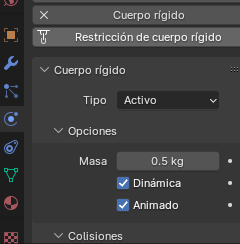 Cuerpo rígido
Restricción de cuerpo rígido
Cuerpo rígido
Tipo Activo
Opciones
Masa 0.5 kg
Dinámica
Animado
Colisiones